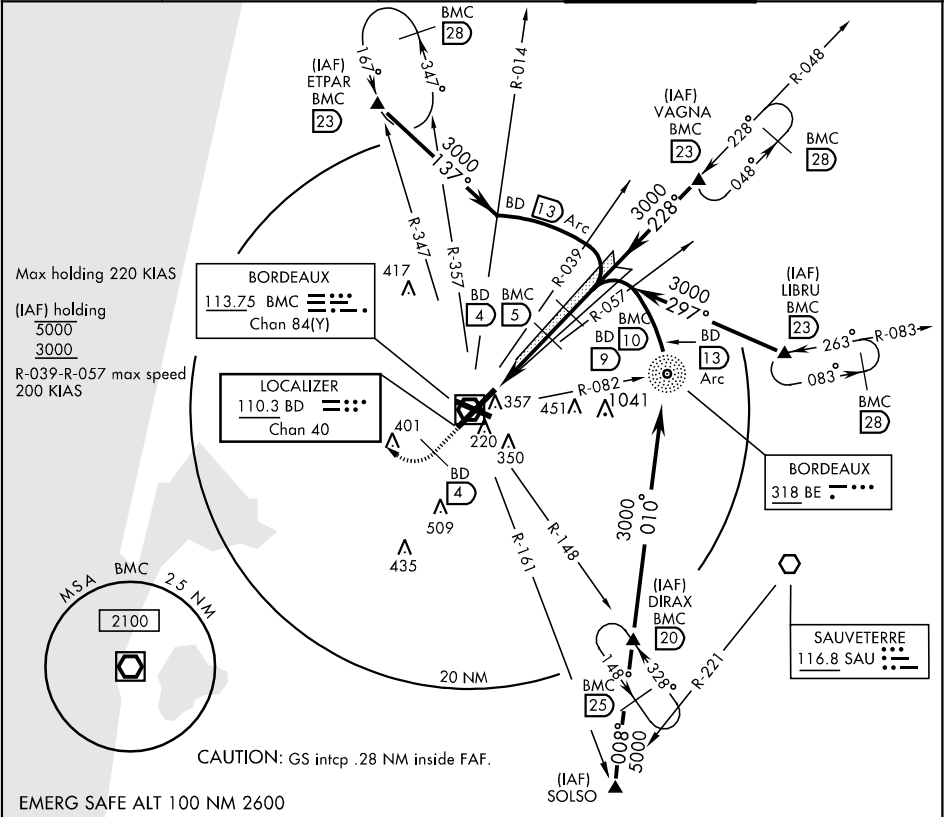 BMC
28
(IAF)
ETPAR
BMC
23
167°
347°
R-014
R-048
(IAF)
VAGNA
BMC
23
228°
048°
BMC
28
3000
137°
BD 13 Arc
3000
228°
R-347
R-357
R-039
R-057
Max holding 220 KIAS
(IAF) holding
5000
3000
R-039-R-057 max speed
200 KIAS
BORDEAUX
113.75 BMC
Chan 84(Y)
417
BD
4
BMC
5
BD
9
BMC
10
3000
297°
(IAF)
LIBRU
BMC
23
263°
R-083
083°
BMC
28
BD
13
Arc
LOCALIZER
110.3 BD
Chan 40
R-082
357
451
1041
401
220
350
BD
4
509
435
BORDEAUX
318 BE
3000
010°
R-148
R-161
MSA BMC 25 NM
2100
(IAF)
DIRAX
BMC
20
148°
328°
R-221
SAUVETERRE
116.8 SAU
20 NM
BMC
25
008°
5000
(IAF)
SOLSO
CAUTION: GS intcp .28 NM inside FAF.
EMERG SAFE ALT 100 NM 2600